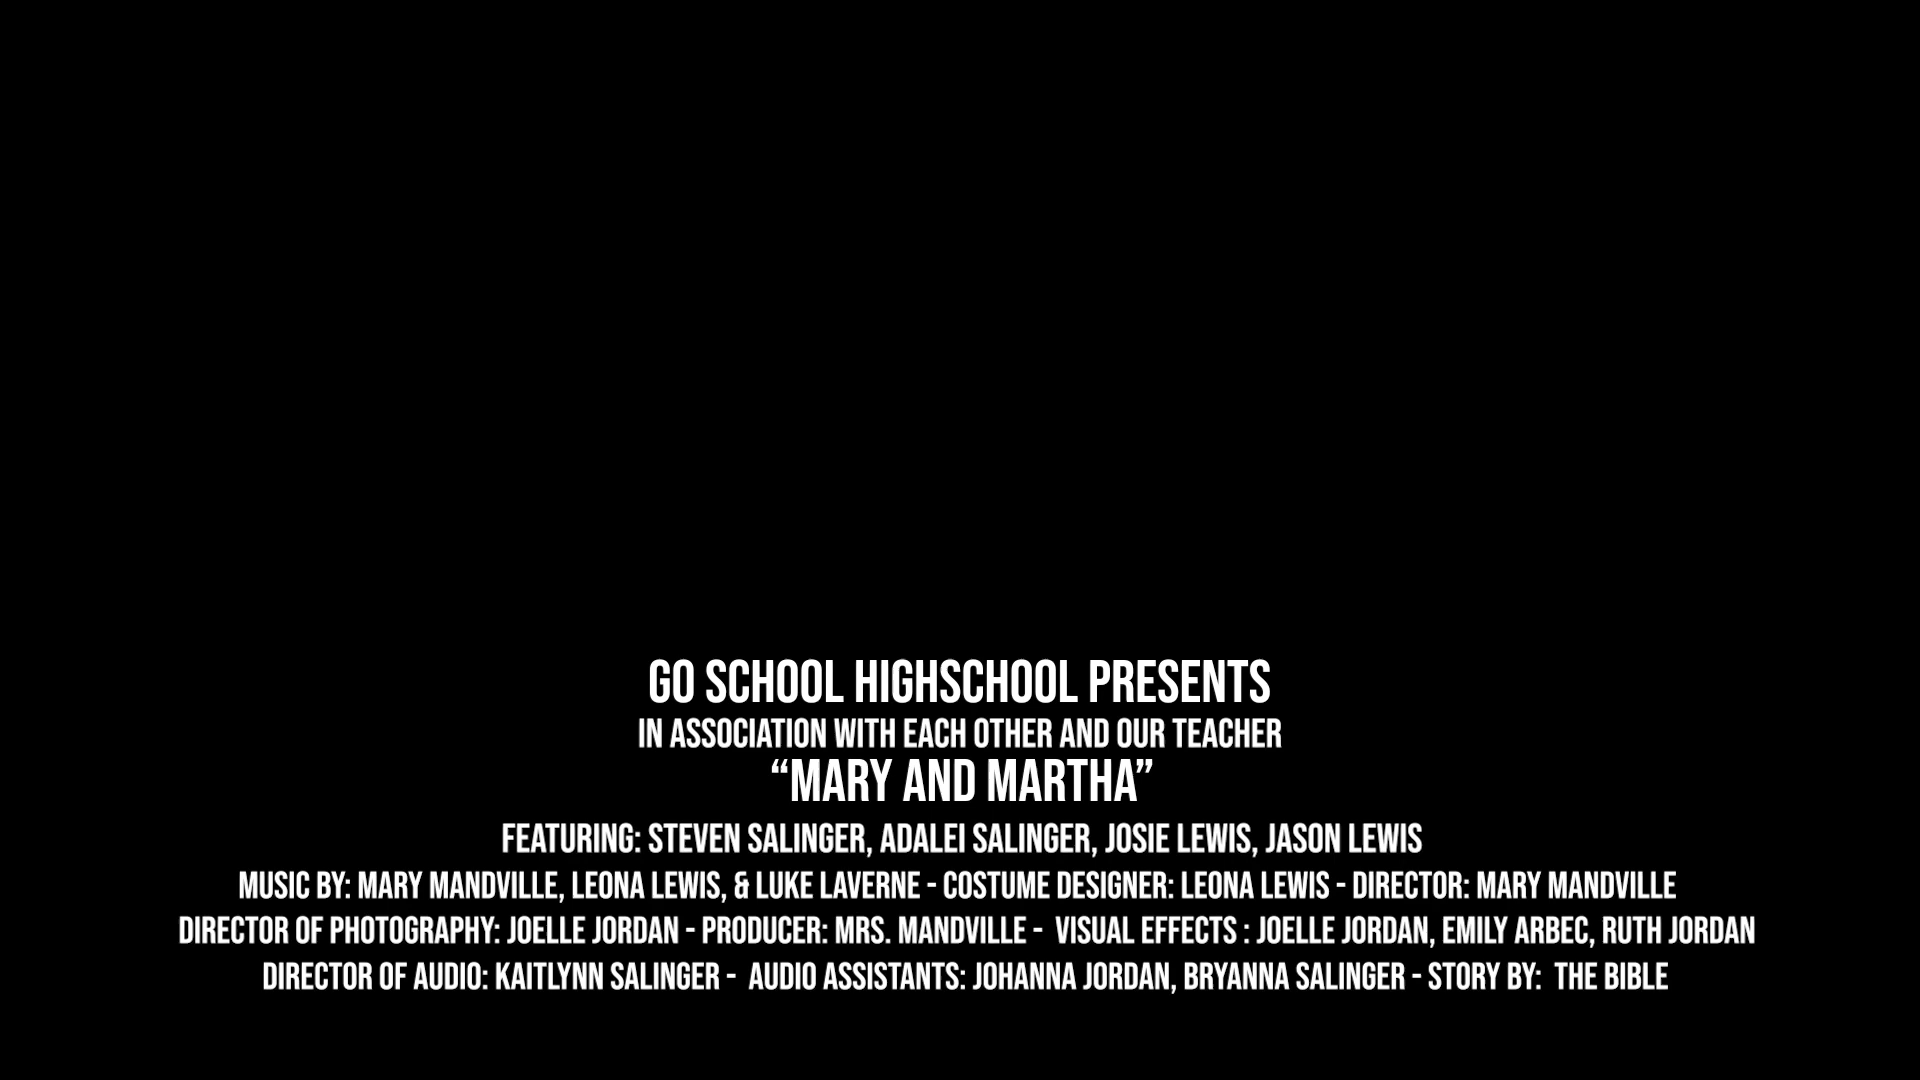 GO SCHOOL HIGHSCHOOL PRESENTS
IN ASSOCIATION WITH EACH OTHER AND OUR TEACHER
“MARY AND MARTHA”
FEATURING: STEVEN SALINGER, ADALEI SALINGER, JOSIE LEWIS, JASON LEWIS
MUSIC BY: MARY MANDVILLE, LEONA LEWIS, & LUKE LAVERNE - COSTUME DESIGNER: LEONA LEWIS - DIRECTOR: MARY MANDVILLE
DIRECTOR OF PHOTOGRAPHY: JOELLE JORDAN - PRODUCER: MRS. MANDVILLE -  VISUAL EFFECTS : JOELLE JORDAN, EMILY ARBEC, RUTH JORDAN
DIRECTOR OF AUDIO: KAITLYNN SALINGER -  AUDIO ASSISTANTS: JOHANNA JORDAN, BRYANNA SALINGER - STORY BY:  THE BIBLE